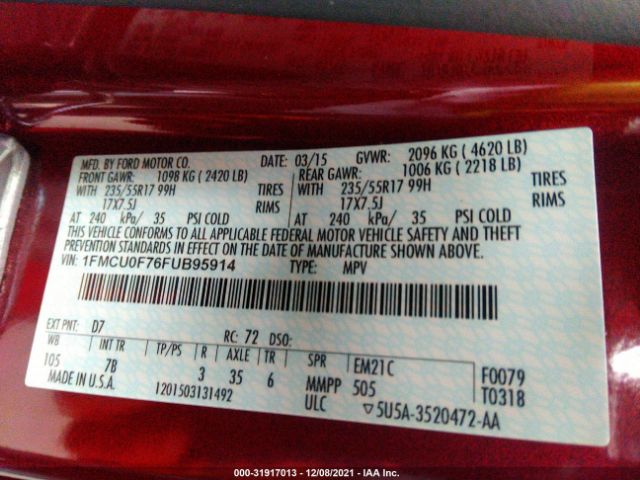 MFD. BY FORD MOTOR CO. DATE: 03/15 GVWR: 2096 KG ( 4620 LB)
FRONT GAWR: 1098 KG (2420 LB) REAR GAWR: 1006 KG ( 2218 LB)
WITH 235/55R17 99H TIRES WITH 235/55R17 99H TIRES
17X7.5J RIMS 17X7.5J RIMS
AT 240 kPa/ 35 PSI COLD AT 240 kPa/ 35 PSI COLD
THIS VEHICLE CONFORMS TO ALL APPLICABLE FEDERAL MOTOR VEHICLE SAFETY AND THEFT
PREVENTION STANDARDS IN EFFECT ON THE DATE OF MANUFACTURE SHOWN ABOVE.
VIN: 1FMCU0F76FUB95914 TYPE: MPV
EXT PNT: D7 RC: 72 DSO:
WB INT TR TP/PS R AXLE TR SPR EM21C F0079
105 7B 3 35 6 MMPP 505 T0318
MADE IN U.S.A. 1201503131492 ULC ▽5U5A-3520472-AA
000-31917013 - 12/08/2021 - IAA Inc.